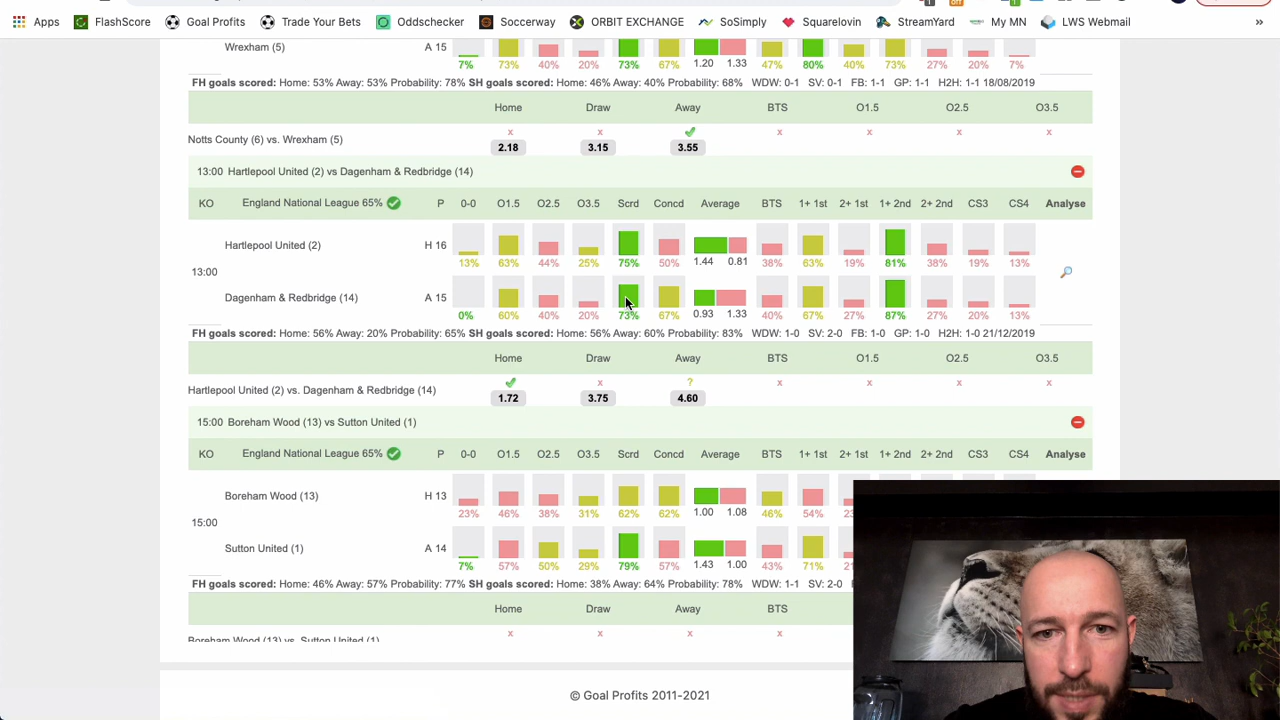 Apps FlashScore Goal Profits Trade Your Bets Oddschecker Soccerway ORBIT EXCHANGE SoSimply Squarelovin StreamYard My MN LWS Webmail »
Wrexham (5) A 15 7% 73% 40% 20% 73% 67% 1.20 1.33 47% 80% 40% 73% 27% 20% 7%
FH goals scored: Home: 53% Away: 53% Probability: 78% SH goals scored: Home: 46% Away: 40% Probability: 68% WDW: 0-1 SV: 0-1 FB: 1-1 GP: 1-1 H2H: 1-1 18/08/2019
Home Draw Away BTS O1.5 O2.5 O3.5
Notts County (6) vs. Wrexham (5) x x x x x x
2.18 3.15 3.55
13:00 Hartlepool United (2) vs Dagenham & Redbridge (14)
KO England National League 65% P 0-0 O1.5 O2.5 O3.5 Scrd Concd Average BTS 1+ 1st 2+ 1st 1+ 2nd 2+ 2nd CS3 CS4 Analyse
Hartlepool United (2) H 16 13% 63% 44% 25% 75% 50% 1.44 0.81 38% 63% 19% 81% 38% 19% 13%
13:00
Dagenham & Redbridge (14) A 15 0% 60% 40% 20% 73% 67% 0.93 1.33 40% 67% 27% 87% 27% 20% 13%
FH goals scored: Home: 56% Away: 20% Probability: 65% SH goals scored: Home: 56% Away: 60% Probability: 83% WDW: 1-0 SV: 2-0 FB: 1-0 GP: 1-0 H2H: 1-0 21/12/2019
Home Draw Away BTS O1.5 O2.5 O3.5
Hartlepool United (2) vs. Dagenham & Redbridge (14) x ? x x x x
1.72 3.75 4.60
15:00 Boreham Wood (13) vs Sutton United (1)
KO England National League 65% P 0-0 O1.5 O2.5 O3.5 Scrd Concd Average BTS 1+ 1st 2+ 1st 1+ 2nd 2+ 2nd CS3 CS4 Analyse
Boreham Wood (13) H 13 23% 46% 38% 31% 62% 62% 1.00 1.08 46% 54%
15:00
Sutton United (1) A 14 7% 57% 50% 29% 79% 57% 1.43 1.00 43% 71%
FH goals scored: Home: 46% Away: 57% Probability: 77% SH goals scored: Home: 38% Away: 64% Probability: 78% WDW: 1-1 SV: 2-0
Home Draw Away BTS
Boreham Wood (13) vs. Sutton United (1) x x x x
© Goal Profits 2011-2021